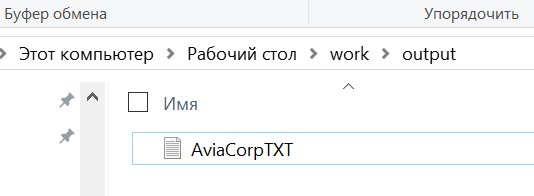 Буфер обмена Упорядочить
Этот компьютер Рабочий стол work output
Имя
AviaCorpTXT